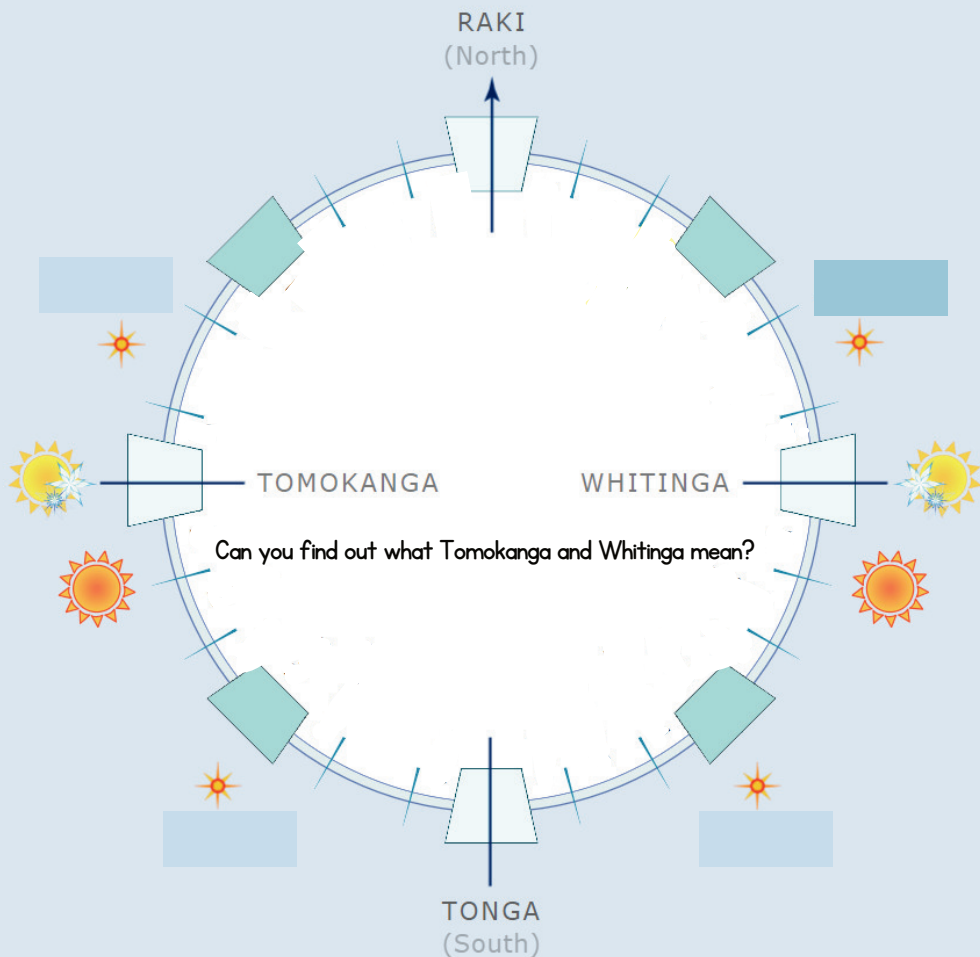 RAKI
(North)
TOMOKANGA
WHITINGA
Can you find out what Tomokanga and Whitinga mean?
TONGA
(South)